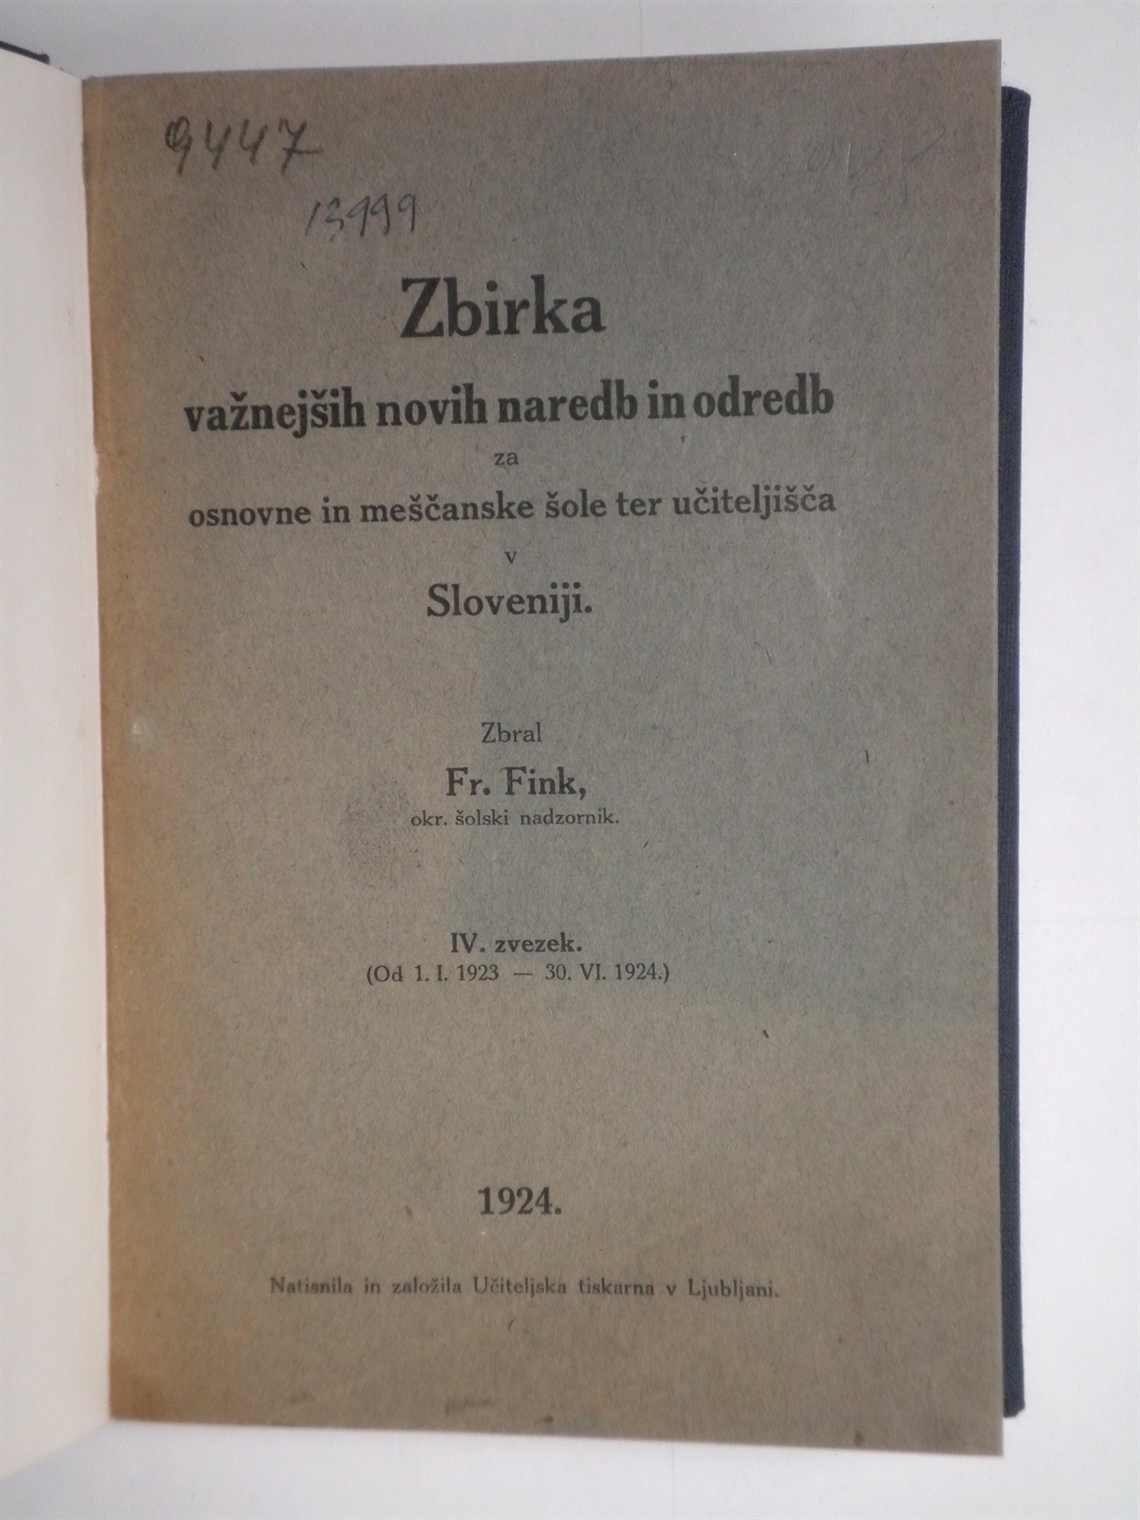 9447
13999
Zbirka
važnejših novih naredb in odredb
za
osnovne in meščanske šole ter učiteljišča
v
Sloveniji.
Zbral
Fr. Fink,
okr. šolski nadzornik.
IV. zvezek.
(Od 1. I. 1923 — 30. VI. 1924.)
1924.
Natisnila in založila Učiteljska tiskarna v Ljubljani.